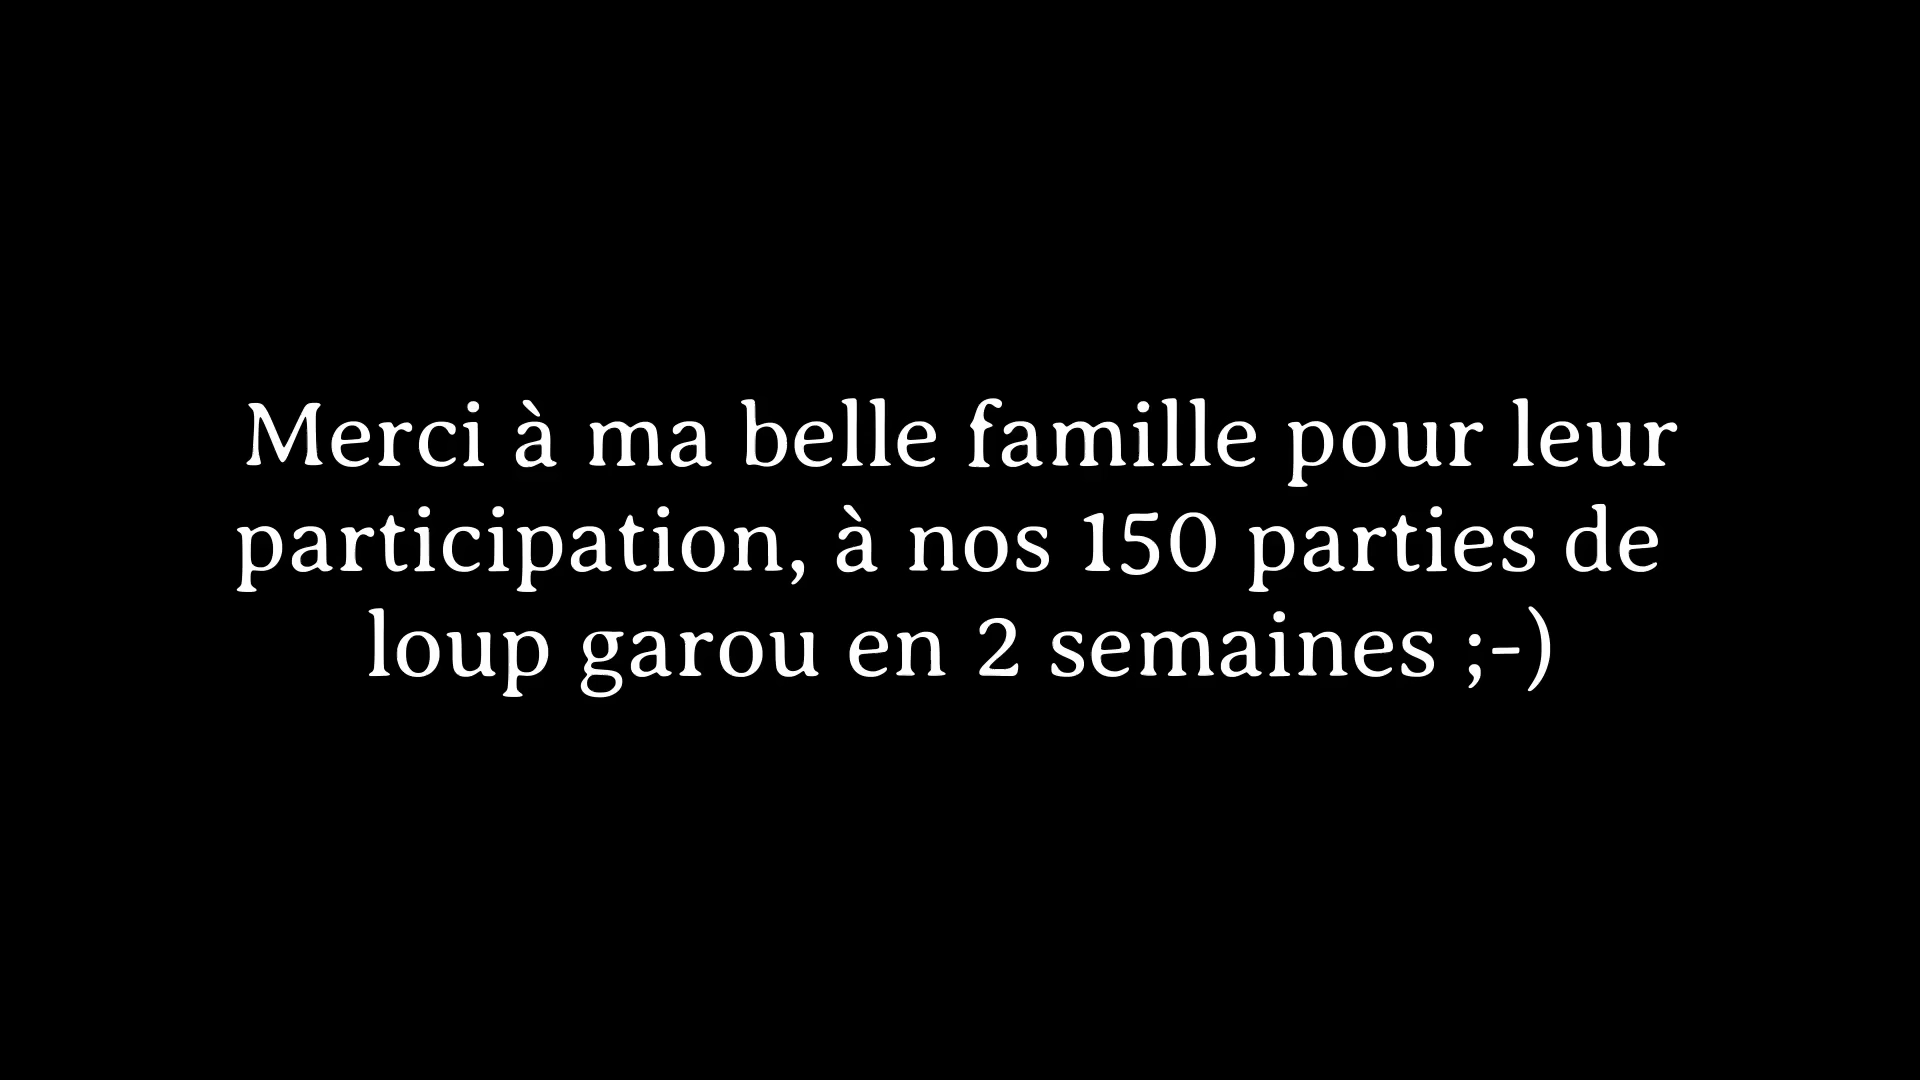 Merci à ma belle famille pour leur
participation, à nos 150 parties de
loup garou en 2 semaines ;-)